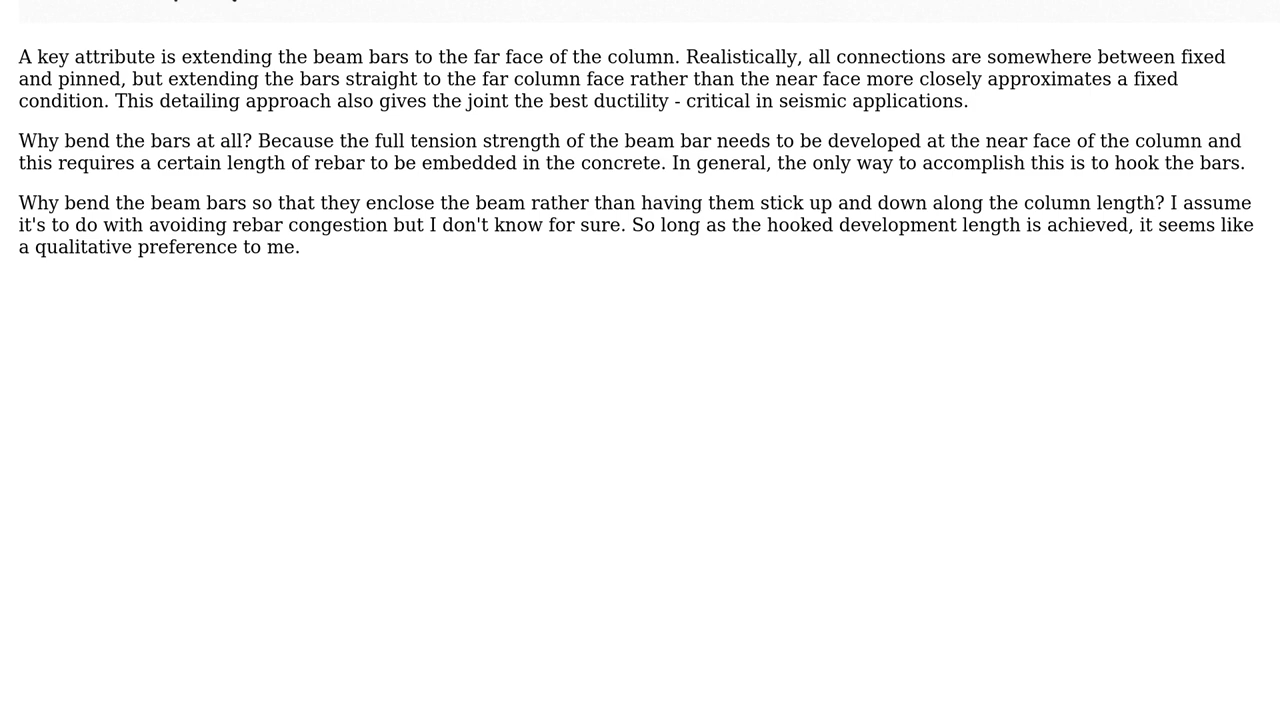 A key attribute is extending the beam bars to the far face of the column. Realistically, all connections are somewhere between fixed
and pinned, but extending the bars straight to the far column face rather than the near face more closely approximates a fixed
condition. This detailing approach also gives the joint the best ductility - critical in seismic applications.
Why bend the bars at all? Because the full tension strength of the beam bar needs to be developed at the near face of the column and
this requires a certain length of rebar to be embedded in the concrete. In general, the only way to accomplish this is to hook the bars.
Why bend the beam bars so that they enclose the beam rather than having them stick up and down along the column length? I assume
it's to do with avoiding rebar congestion but I don't know for sure. So long as the hooked development length is achieved, it seems like
a qualitative preference to me.